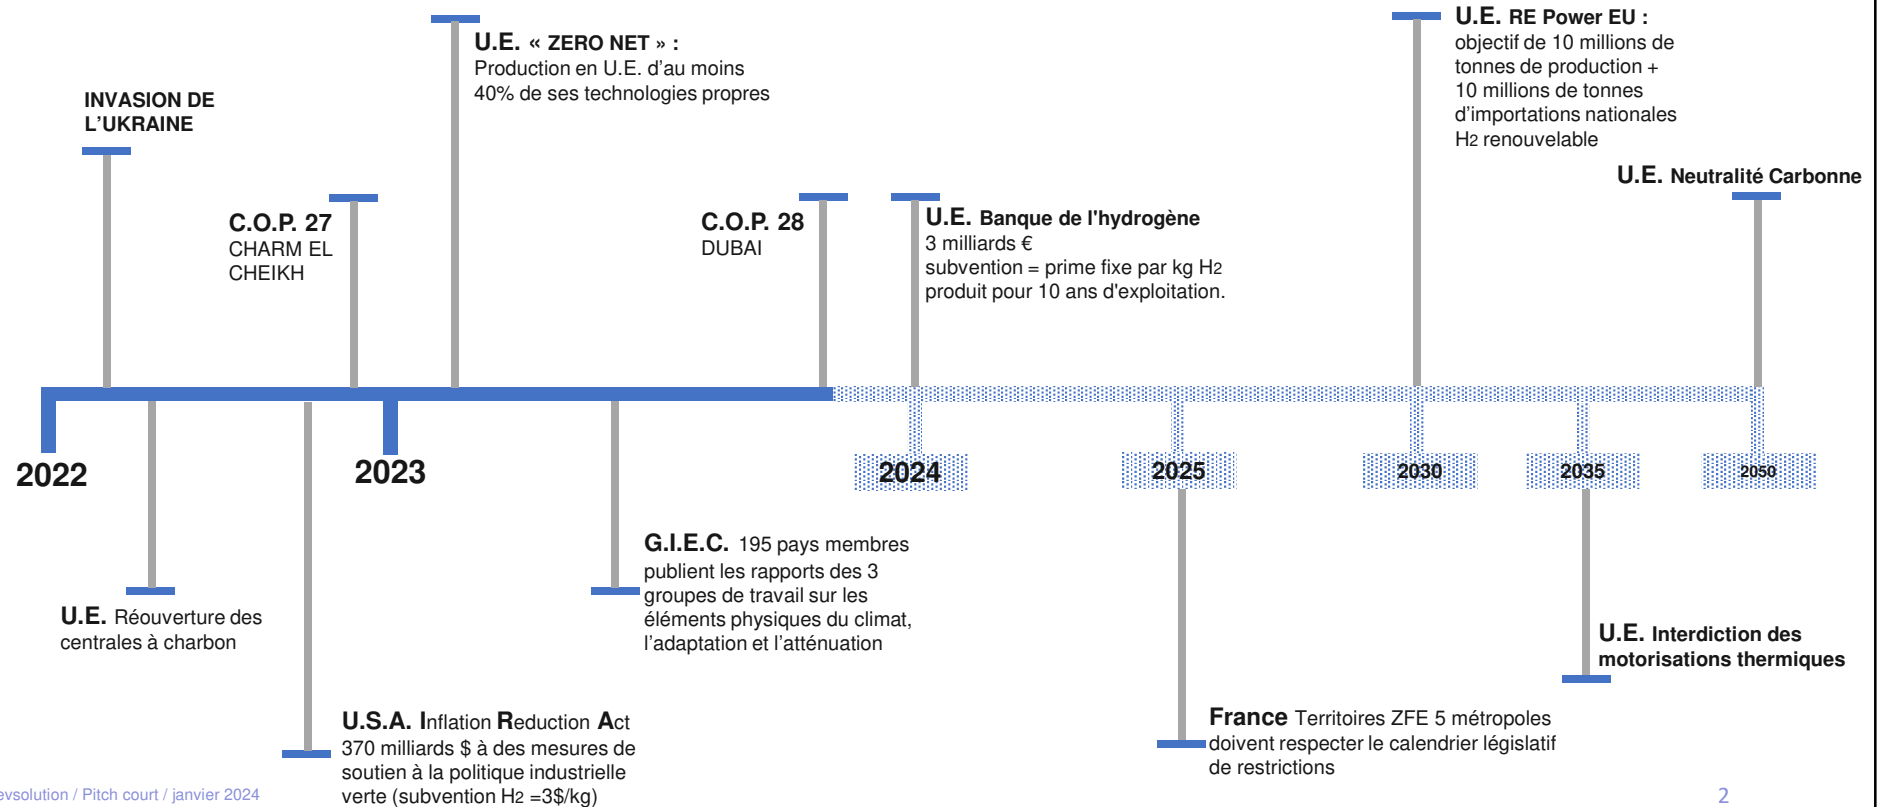 INVASION DE
L’UKRAINE
C.O.P. 27
CHARM EL
CHEIKH
U.E. « ZERO NET » :
Production en U.E. d’au moins
40% de ses technologies propres
C.O.P. 28
DUBAI
U.E. Banque de l'hydrogène
3 milliards €
subvention = prime fixe par kg H2
produit pour 10 ans d'exploitation.
U.E. RE Power EU :
objectif de 10 millions de
tonnes de production +
10 millions de tonnes
d’importations nationales
H2 renouvelable
U.E. Neutralité Carbonne
2022
2023
2024
2025
2030
2035
2050
U.E. Réouverture des
centrales à charbon
U.S.A. Inflation Reduction Act
370 milliards $ à des mesures de
soutien à la politique industrielle
verte (subvention H2 =3$/kg)
G.I.E.C. 195 pays membres
publient les rapports des 3
groupes de travail sur les
éléments physiques du climat,
l’adaptation et l’atténuation
France Territoires ZFE 5 métropoles
doivent respecter le calendrier législatif
de restrictions
U.E. Interdiction des
motorisations thermiques
evsolution / Pitch court / janvier 2024
2